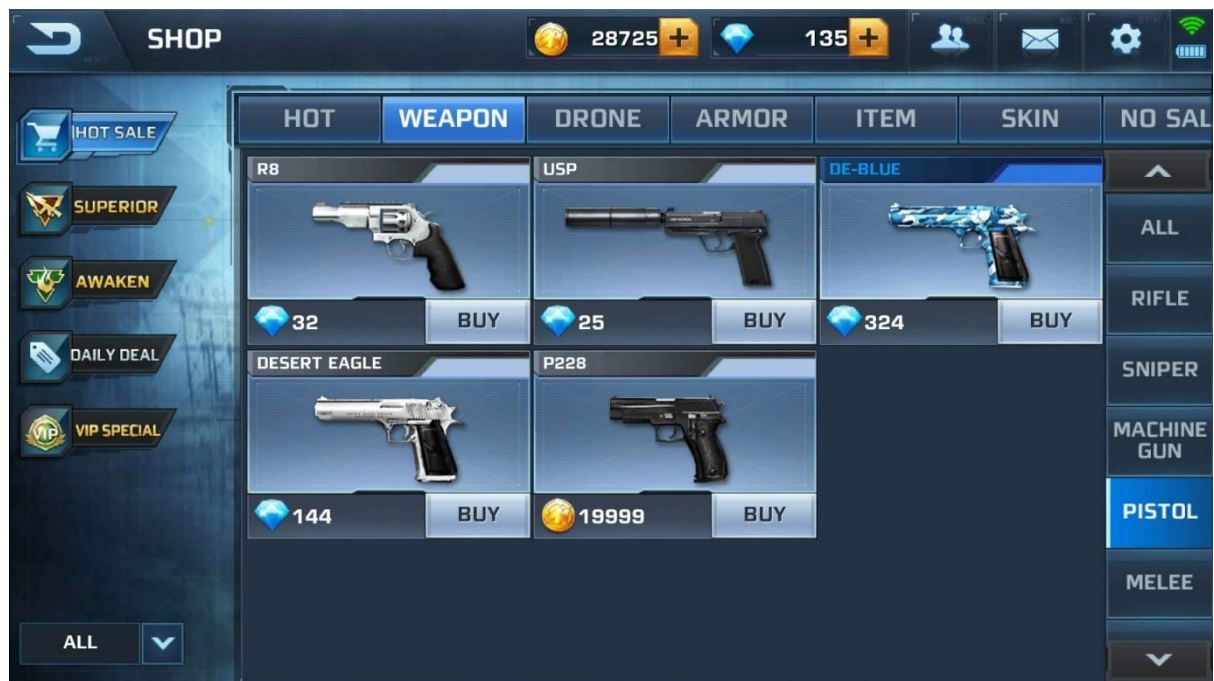 SHOP
28725
135
HOT SALE
SUPERIOR
AWAKEN
DAILY DEAL
VIP
VIP SPECIAL
ALL
HOT
WEAPON
DRONE
ARMOR
ITEM
SKIN
NO SAL
R8
32
BUY
USP
25
BUY
DE-BLUE
324
BUY
DESERT EAGLE
144
BUY
P228
19999
BUY
ALL
RIFLE
SNIPER
MACHINE
GUN
PISTOL
MELEE